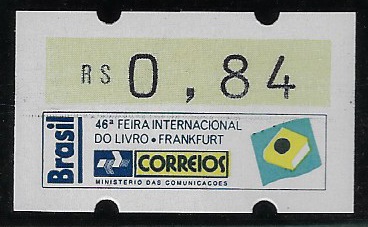 R$ 0,84
Brasil
46ª FEIRA INTERNACIONAL
DO LIVRO • FRANKFURT
CORREIOS
MINISTÉRIO DAS COMUNICAÇÕES